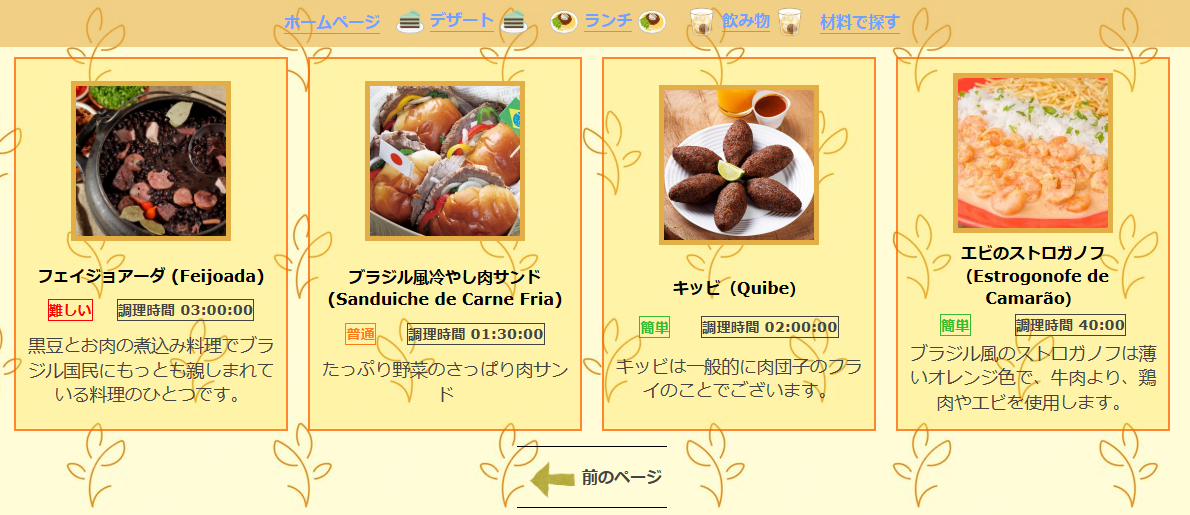 ホームページ デザート ランチ 飲み物 材料で探す
フェイジョアーダ (Feijoada)
難しい 調理時間 03:00:00
黒豆とお肉の煮込み料理でブラ
ジル国民にもっとも親しまれて
いる料理のひとつです。
ブラジル風冷やし肉サンド
(Sanduiche de Carne Fria)
普通 調理時間 01:30:00
たっぷり野菜のさっぱり肉サン
ド
キッビ (Quibe)
簡単 調理時間 02:00:00
キッビは一般的に肉団子のフラ
イのことでございます。
エビのストロガノフ
(Estrogonofe de
Camarão)
簡単 調理時間 40:00
ブラジル風のストロガノフは薄
いオレンジ色で、牛肉より、鶏
肉やエビを使用します。
前のページ